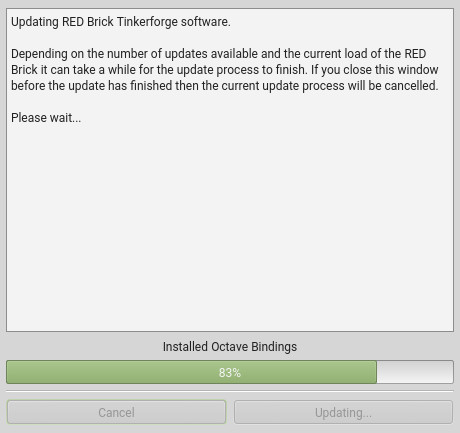 Updating RED Brick Tinkerforge software.
Depending on the number of updates available and the current load of the RED
Brick it can take a while for the update process to finish. If you close this window
before the update has finished then the current update process will be cancelled.
Please wait...
Installed Octave Bindings
83%
Cancel
Updating...